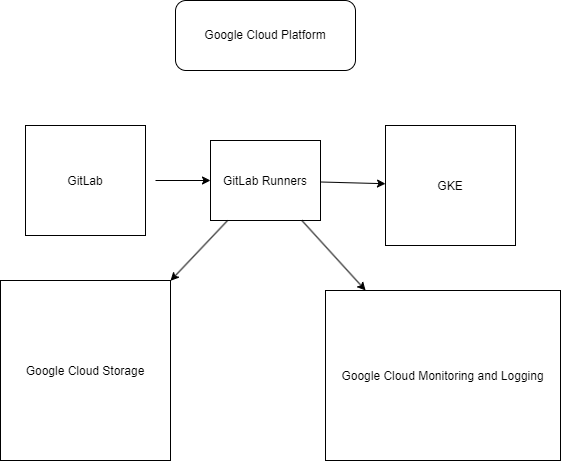 Google Cloud Platform
GitLab
GitLab Runners
GKE
Google Cloud Storage
Google Cloud Monitoring and Logging